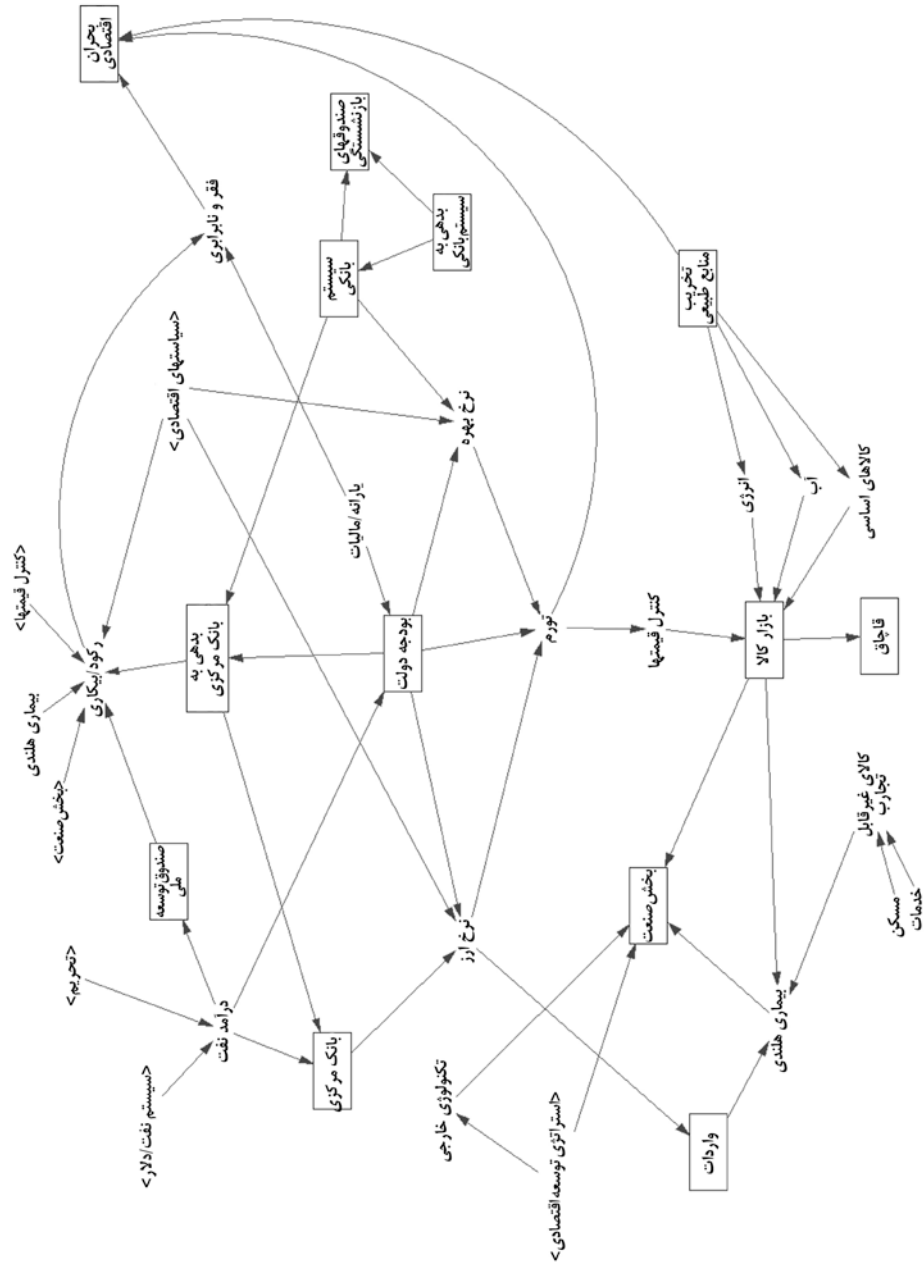 <سیستم نفت/دلار>
<تحریم>
<بخش صنعت>
بیماری هلندی
<کنترل قیمتها>
رکود/بیکاری
<سیاستهای اقتصادی>
فقر و نابرابری
بحران
اقتصادی
درآمد نفت
صندوق توسعه
ملی
بدهی به
بانک مرکزی
بانک مرکزی
یارانه/مالیات
بودجه دولت
سیستم
بانکی
صندوقهای
بازنشستگی
بدهی به
سیستم بانکی
تکنولوژی خارجی
نرخ ارز
نرخ بهره
تورم
<استراتژی توسعه اقتصادی>
بخش صنعت
کنترل قیمتها
واردات
بیماری هلندی
بازار کالا
انرژی
آب
کالاهای اساسی
تخریب
منابع طبیعی
کالای غیرقابل
تجارب
قاچاق
مسکن
خدمات